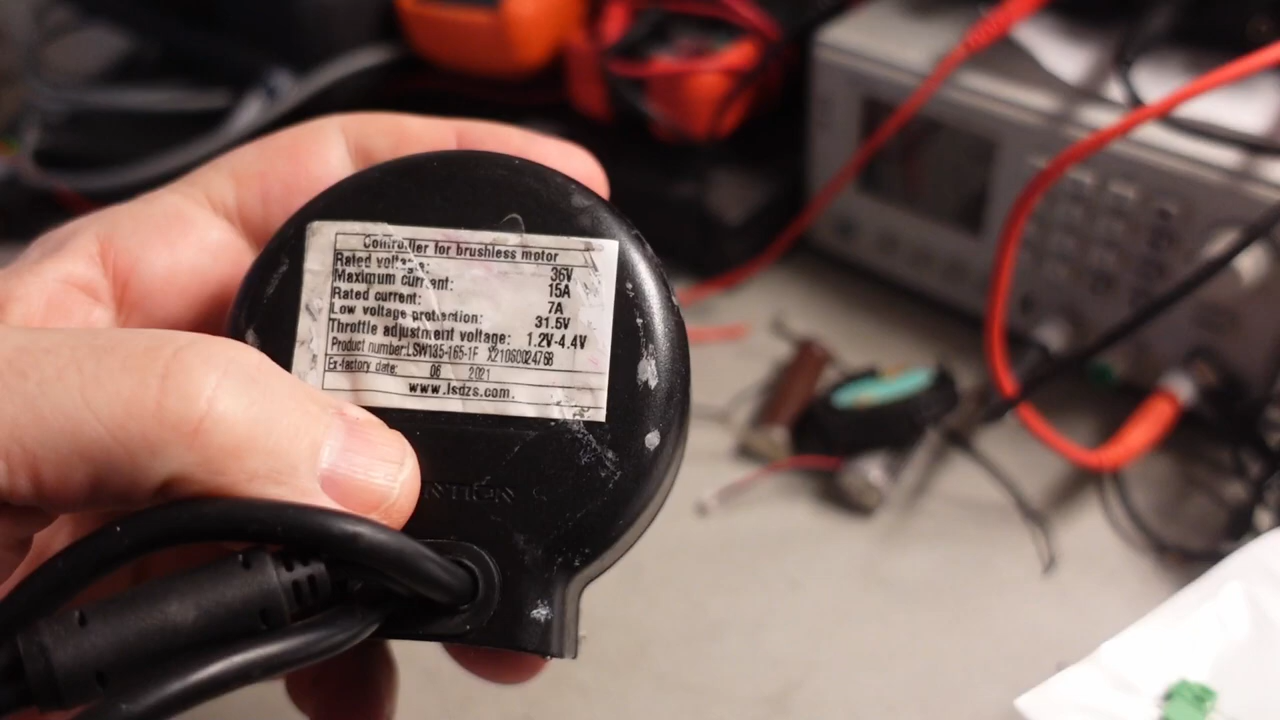 Controller for brushless motor
Rated voltage: 36V
Maximum current: 15A
Rated current: 7A
Low voltage protection: 31.5V
Throttle adjustment voltage: 1.2V-4.4V
Product number:LSW135-165-1F X21060024768
Ex-factory date: 06 2021
www.lsdzs.com.